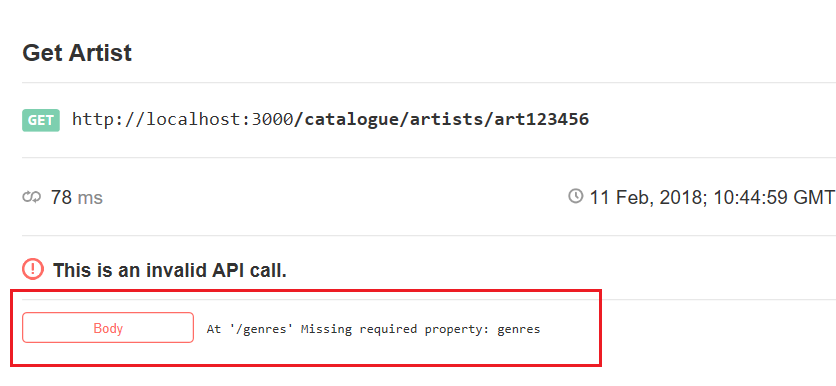 Get Artist
GET http://localhost:3000/catalogue/artists/art123456
78 ms 11 Feb, 2018; 10:44:59 GMT
This is an invalid API call.
Body At '/genres' Missing required property: genres